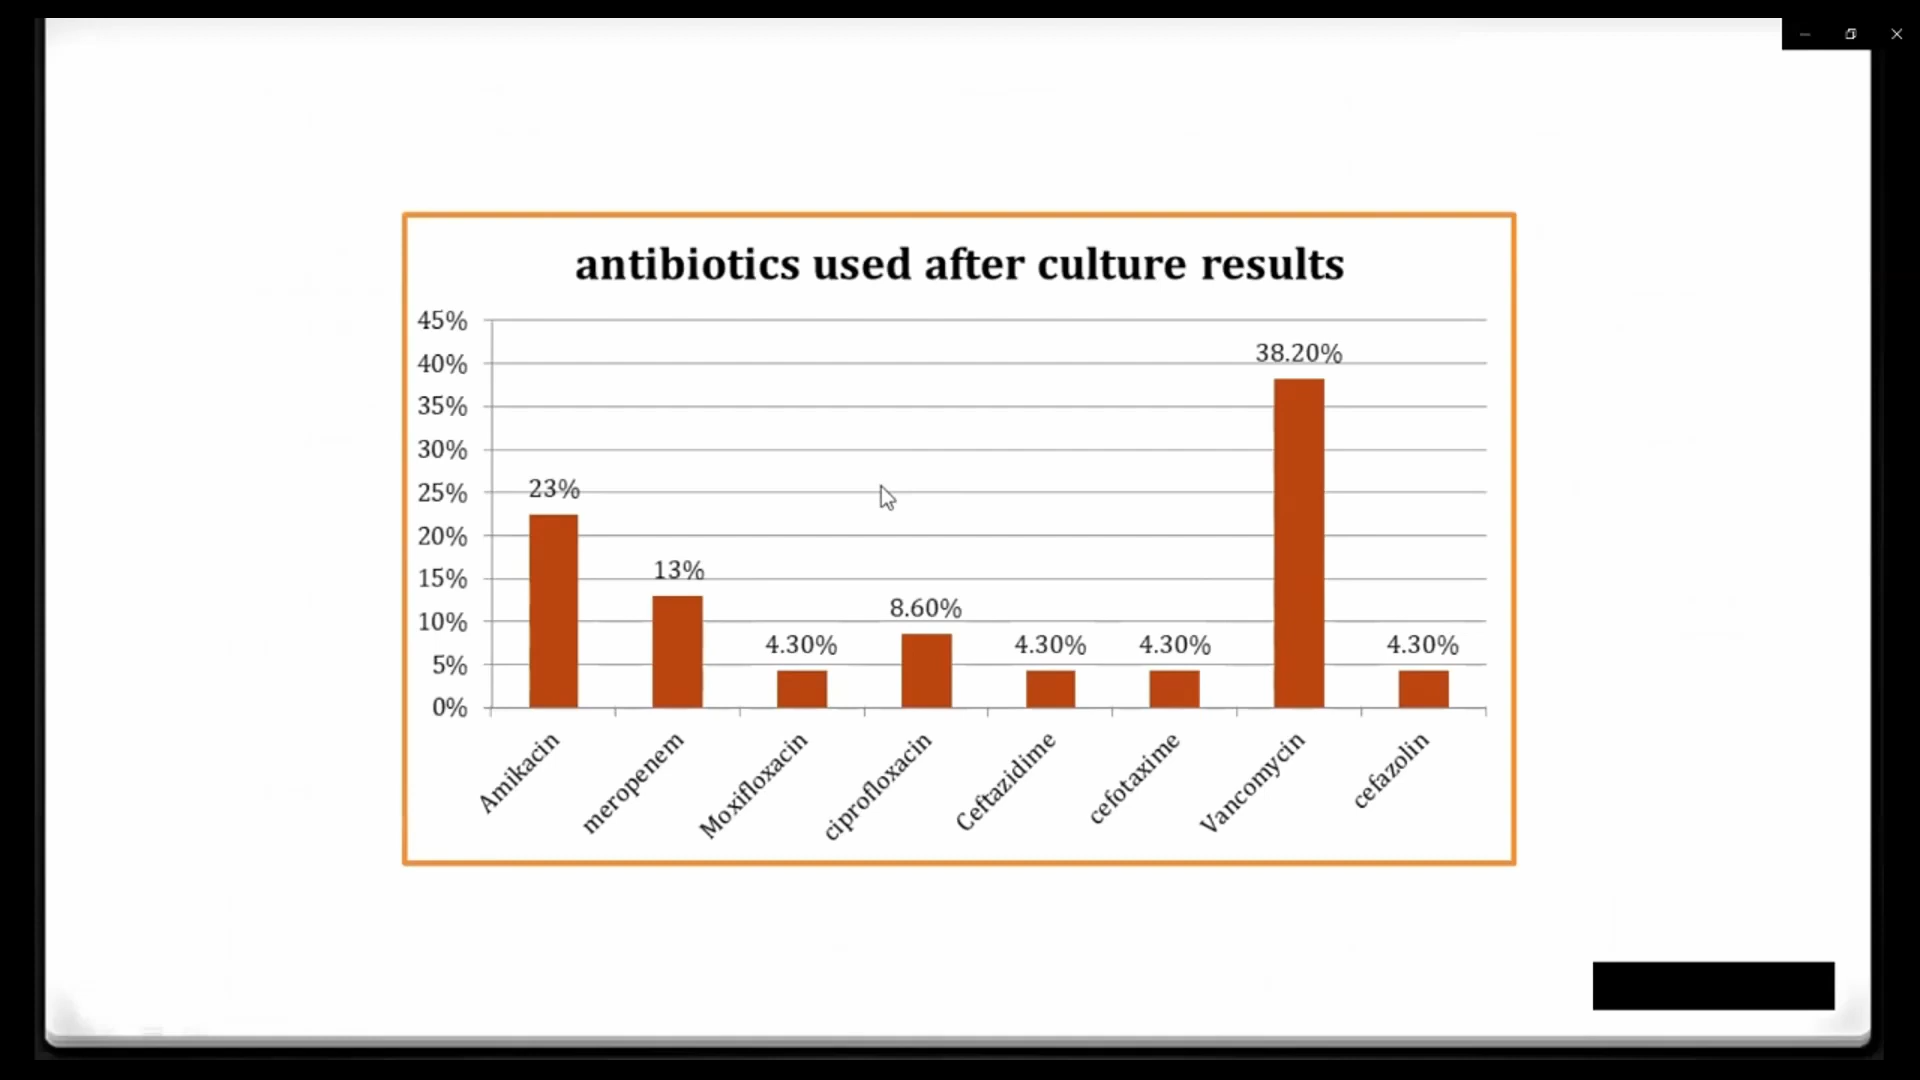 antibiotics used after culture results
45%
40%
35%
30%
25%
20%
15%
10%
5%
0%
23%
13%
4.30%
8.60%
4.30%
4.30%
38.20%
4.30%
Amikacin
meropenem
Moxifloxacin
ciprofloxacin
Ceftazidime
cefotaxime
Vancomycin
cefazolin